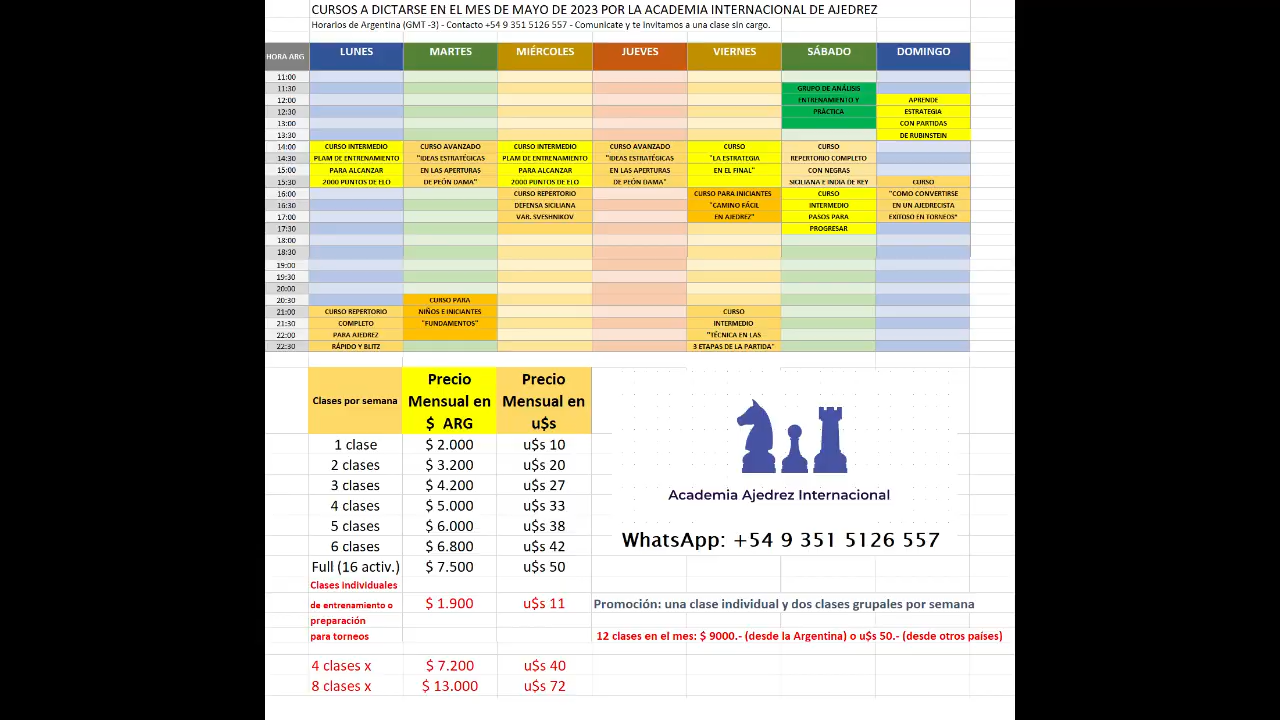 CURSOS A DICTARSE EN EL MES DE MAYO DE 2023 POR LA ACADEMIA INTERNACIONAL DE AJEDREZ
Horarios de Argentina (GMT -3) - Contacto +54 9 351 5126 557 - Comunicate y te invitamos a una clase sin cargo.
HORA ARG LUNES MARTES MIÉRCOLES JUEVES VIERNES SÁBADO DOMINGO
11:00
11:30 GRUPO DE ANÁLISIS
12:00 ENTRENAMIENTO Y APRENDE
12:30 PRÁCTICA ESTRATEGIA
13:00 CON PARTIDAS
13:30 DE RUBINSTEIN
14:00 CURSO INTERMEDIO CURSO AVANZADO CURSO INTERMEDIO CURSO AVANZADO CURSO CURSO
14:30 PLAM DE ENTRENAMIENTO "IDEAS ESTRATÉGICAS PLAM DE ENTRENAMIENTO "IDEAS ESTRATÉGICAS "LA ESTRATEGIA REPERTORIO COMPLETO
15:00 PARA ALCANZAR EN LAS APERTURAS PARA ALCANZAR EN LAS APERTURAS EN EL FINAL" CON NEGRAS
15:30 2000 PUNTOS DE ELO DE PEÓN DAMA" 2000 PUNTOS DE ELO DE PEÓN DAMA" SICILIANA E INDIA DE REY CURSO
16:00 CURSO REPERTORIO CURSO PARA INICIANTES CURSO "COMO CONVERTIRSE
16:30 DEFENSA SICILIANA "CAMINO FÁCIL INTERMEDIO EN UN AJEDRECISTA
17:00 VAR. SVESHNIKOV EN AJEDREZ" PASOS PARA EXITOSO EN TORNEOS"
17:30 PROGRESAR
18:00
18:30
19:00
19:30
20:00
20:30 CURSO PARA
21:00 CURSO REPERTORIO NIÑOS E INICIANTES CURSO
21:30 COMPLETO "FUNDAMENTOS" INTERMEDIO
22:00 PARA AJEDREZ "TÉCNICA EN LAS
22:30 RÁPIDO Y BLITZ 3 ETAPAS DE LA PARTIDA"
Clases por semana Precio Mensual en $ ARG Precio Mensual en u$s
1 clase $ 2.000 u$s 10
2 clases $ 3.200 u$s 20
3 clases $ 4.200 u$s 27
4 clases $ 5.000 u$s 33
5 clases $ 6.000 u$s 38
6 clases $ 6.800 u$s 42
Full (16 activ.) $ 7.500 u$s 50
Academia Ajedrez Internacional
WhatsApp: +54 9 351 5126 557
Clases individuales
de entrenamiento o $ 1.900 u$s 11 Promoción: una clase individual y dos clases grupales por semana
preparación
para torneos 12 clases en el mes: $ 9000.- (desde la Argentina) o u$s 50.- (desde otros países)
4 clases x $ 7.200 u$s 40
8 clases x $ 13.000 u$s 72